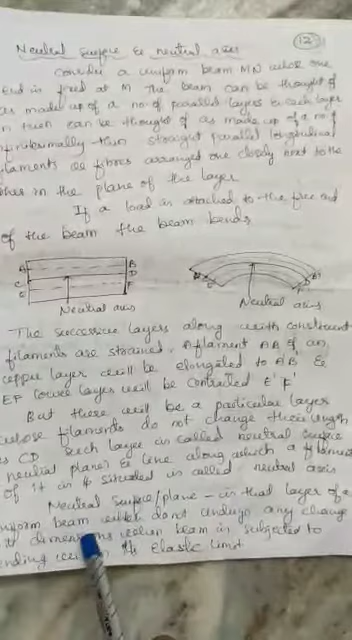 Neutral surface & neutral axis
12
Consider a uniform beam MN whose one
end is fixed at M The beam can be thought of
as made up of a no of parallel layers & each layer
in turn can be thought of as made up of a no of
infinitesimally thin straight parallel longitudinal
filaments or fibres arranged one closely next to the
other in the plane of the layer
If a load is attached to the free end
of the beam the beam bends
A B
C D
E F
Neutral axis
Neutral axis
The successive layers along with constituent
filaments are strained. A filament AB of an
upper layer will be elongated to A'B' &
EF lower layer will be contracted E'F'
But there will be a particular layer
whose filaments do not change their length
as CD Such layer is called neutral surface
neutral plane & line along which a filament
of it is situated is called neutral axis
Neutral surface/plane - is that layer of a
uniform beam which do not undergo any change
it dimensions when beam is subjected to
ending within its elastic limit